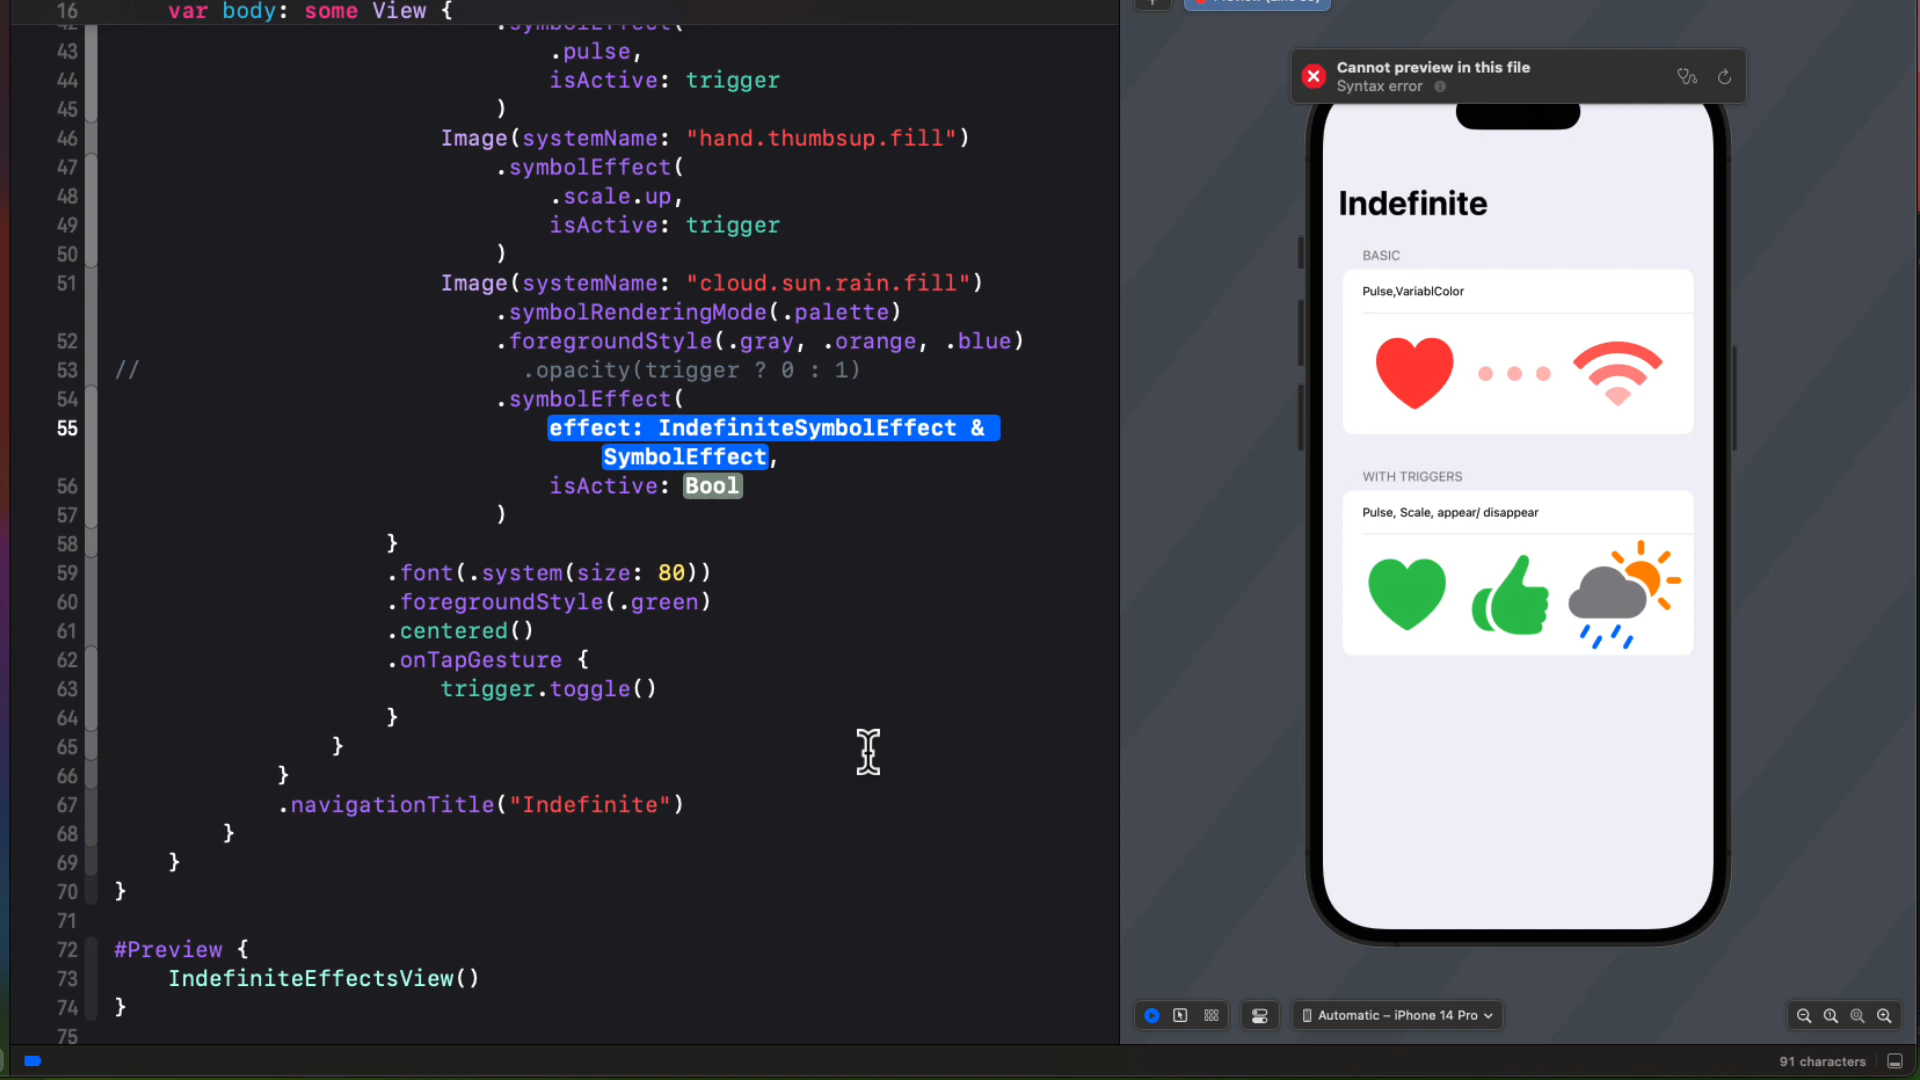 16 var body: some View {
42 .symbolEffect(
43 .pulse,
44 isActive: trigger
45 )
46 Image(systemName: "hand.thumbsup.fill")
47 .symbolEffect(
48 .scale.up,
49 isActive: trigger
50 )
51 Image(systemName: "cloud.sun.rain.fill")
.symbolRenderingMode(.palette)
52 .foregroundStyle(.gray, .orange, .blue)
53 // .opacity(trigger ? 0 : 1)
54 .symbolEffect(
55 effect: IndefiniteSymbolEffect &
SymbolEffect,
56 isActive: Bool
57 )
58 }
59 .font(.system(size: 80))
60 .foregroundStyle(.green)
61 .centered()
62 .onTapGesture {
63 trigger.toggle()
64 }
65 }
66 }
67 .navigationTitle("Indefinite")
68 }
69 }
70 }
71
72 #Preview {
73 IndefiniteEffectsView()
74 }
75
Cannot preview in this file
Syntax error
Indefinite
BASIC
Pulse,VariablColor
WITH TRIGGERS
Pulse, Scale, appear/ disappear
Automatic – iPhone 14 Pro
91 characters